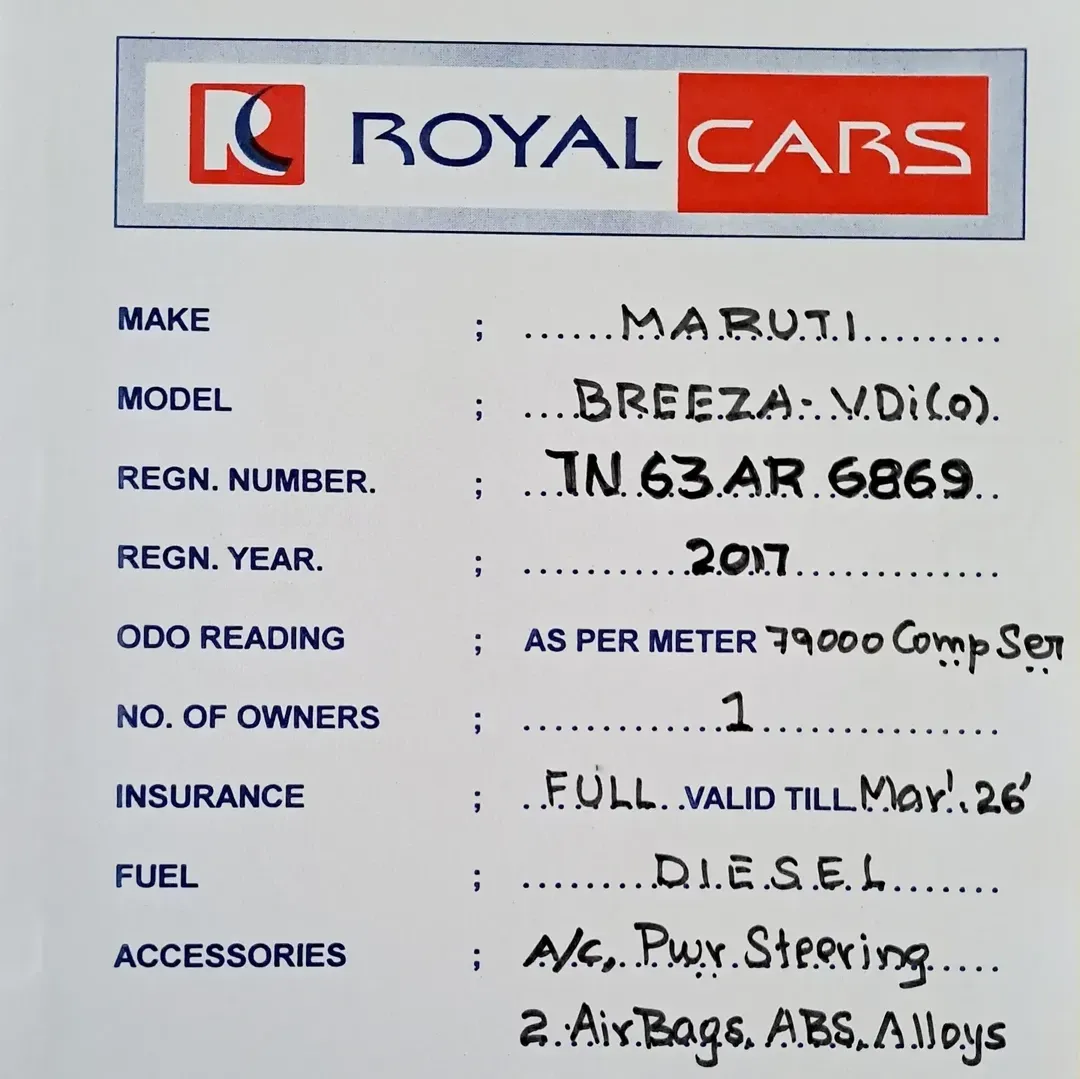 ROYAL CARS
MAKE ; MARUTI
MODEL ; BREEZA - VDi(O)
REGN. NUMBER. ; TN 63 AR 6869
REGN. YEAR. ; 2017
ODO READING ; AS PER METER 79000 Comp Ser
NO. OF OWNERS ; 1
INSURANCE ; FULL VALID TILL Mar' 26'
FUEL ; DIESEL
ACCESSORIES ; A/c, Pwr Steering
2 Air Bags, ABS, Alloys